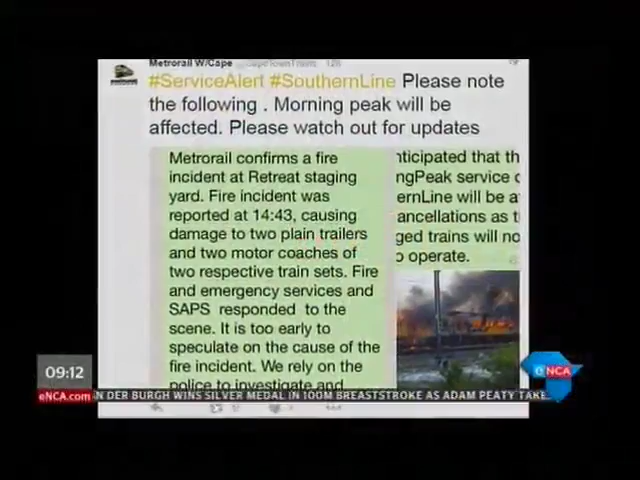 Metrorail W/Cape @CapeTownTrains · 12h
#ServiceAlert #SouthernLine Please note
the following . Morning peak will be
affected. Please watch out for updates
Metrorail confirms a fire
incident at Retreat staging
yard. Fire incident was
reported at 14:43, causing
damage to two plain trailers
and two motor coaches of
two respective train sets. Fire
and emergency services and
SAPS responded to the
scene. It is too early to
speculate on the cause of the
fire incident. We rely on the
police to investigate and
nticipated that th
ngPeak service o
ernLine will be a
ancellations as t
ged trains will no
o operate.
09:12
eNCA
eNCA.com
N DER BURGH WINS SILVER MEDAL IN 100M BREASTSTROKE AS ADAM PEATY TAKE